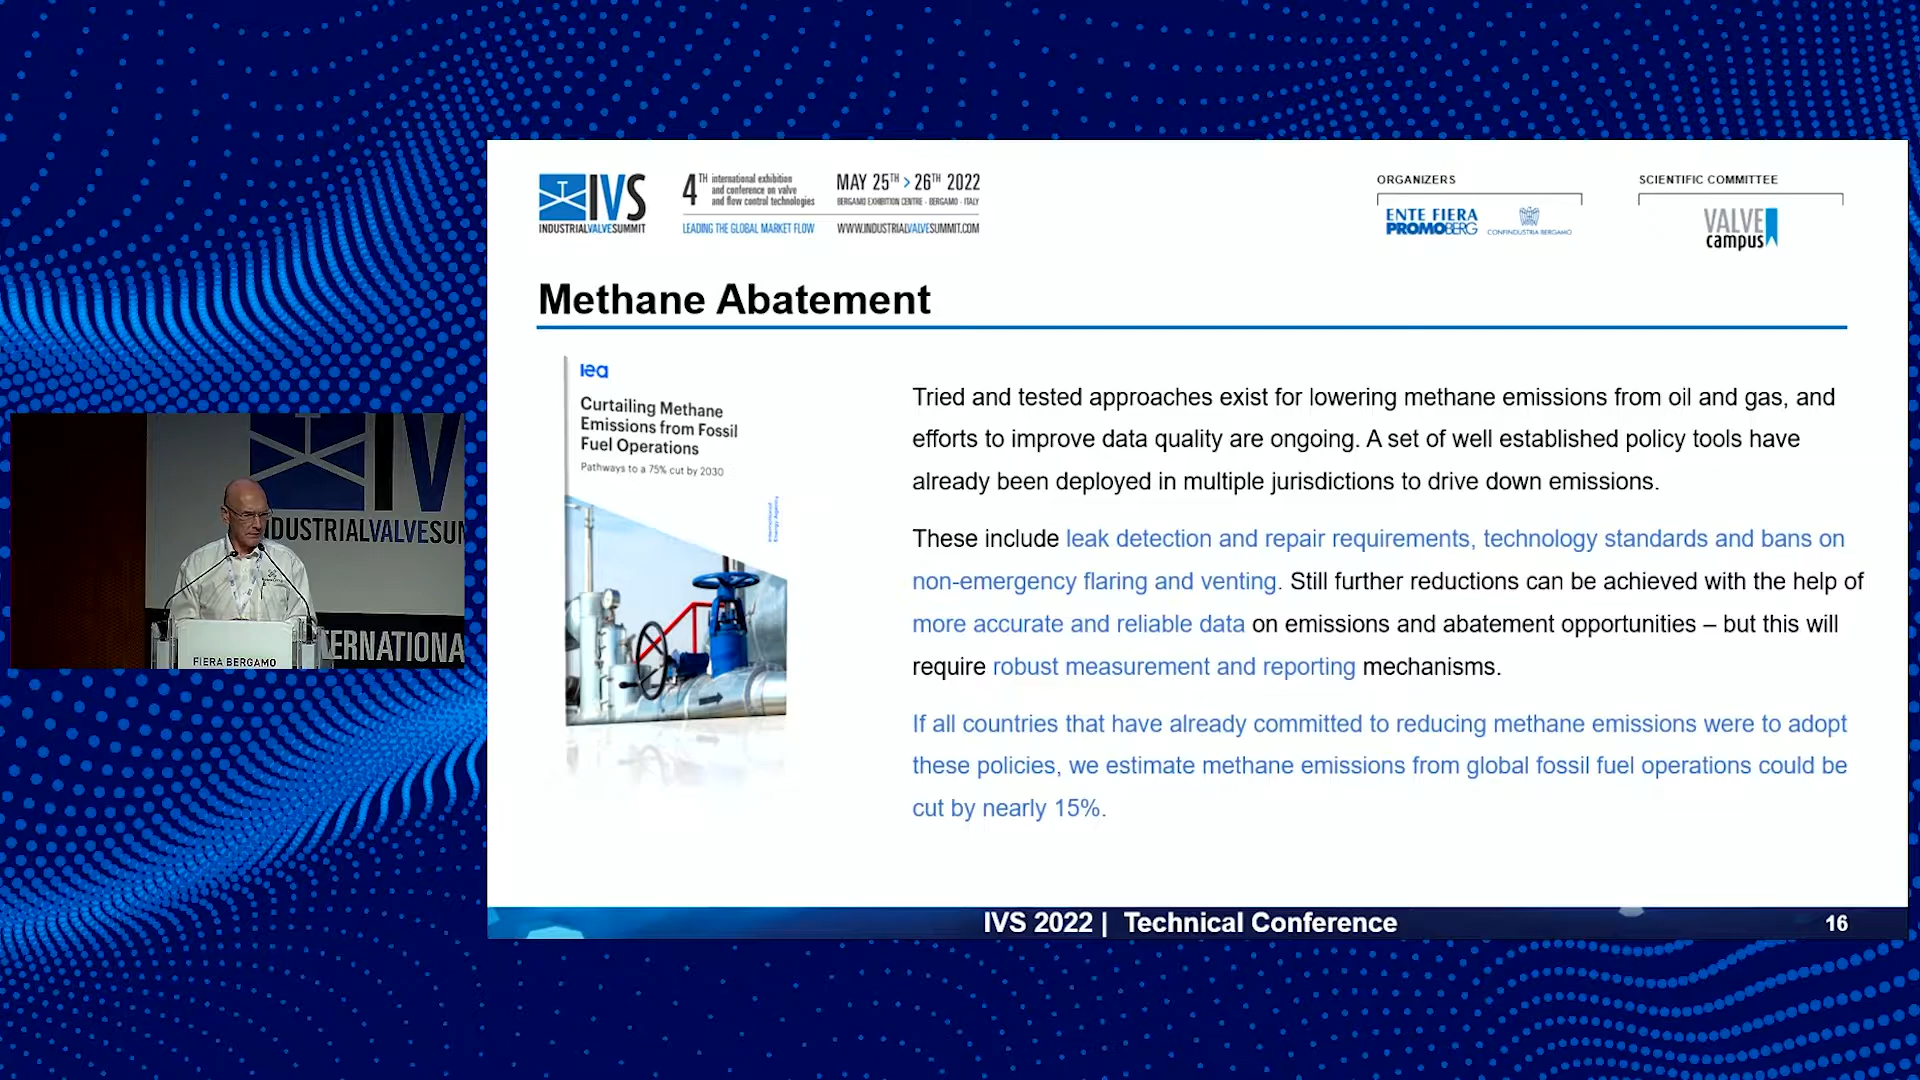 IVS
INDUSTRIALVALVESUMMIT
4TH international exhibition
and conference on valve
and flow control technologies
LEADING THE GLOBAL MARKET FLOW
MAY 25TH > 26TH 2022
BERGAMO EXHIBITION CENTRE - BERGAMO - ITALY
WWW.INDUSTRIALVALVESUMMIT.COM
ORGANIZERS
ENTE FIERA
PROMOBERG
CONFINDUSTRIA BERGAMO
SCIENTIFIC COMMITTEE
VALVE
campus
Methane Abatement
iea
Curtailing Methane
Emissions from Fossil
Fuel Operations
Pathways to a 75% cut by 2030
International
Energy Agency
Tried and tested approaches exist for lowering methane emissions from oil and gas, and
efforts to improve data quality are ongoing. A set of well established policy tools have
already been deployed in multiple jurisdictions to drive down emissions.
These include leak detection and repair requirements, technology standards and bans on
non-emergency flaring and venting. Still further reductions can be achieved with the help of
more accurate and reliable data on emissions and abatement opportunities – but this will
require robust measurement and reporting mechanisms.
If all countries that have already committed to reducing methane emissions were to adopt
these policies, we estimate methane emissions from global fossil fuel operations could be
cut by nearly 15%.
IVS 2022 | Technical Conference
16
IV
NDUSTRIALVALVESUM
TERNATIONA
FIERA BERGAMO